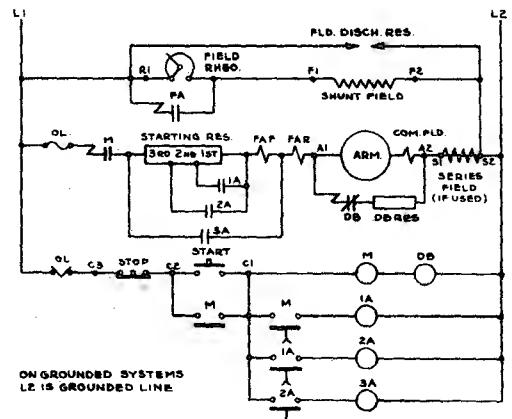 L1
L2
FLD. DISCH. RES.
FIELD
RHEO.
R1
F1
F2
FA
SHUNT FIELD
OL
M
STARTING RES.
3RD 2ND 1ST
FAF
FAR
A1
ARM.
COM. FLD.
A2
S1
S2
SERIES
FIELD
(IF USED)
1A
2A
3A
DB
DB RES
OL
C3
STOP
C2
START
C1
M
DB
M
M
1A
1A
2A
2A
3A
ON GROUNDED SYSTEMS
L2 IS GROUNDED LINE